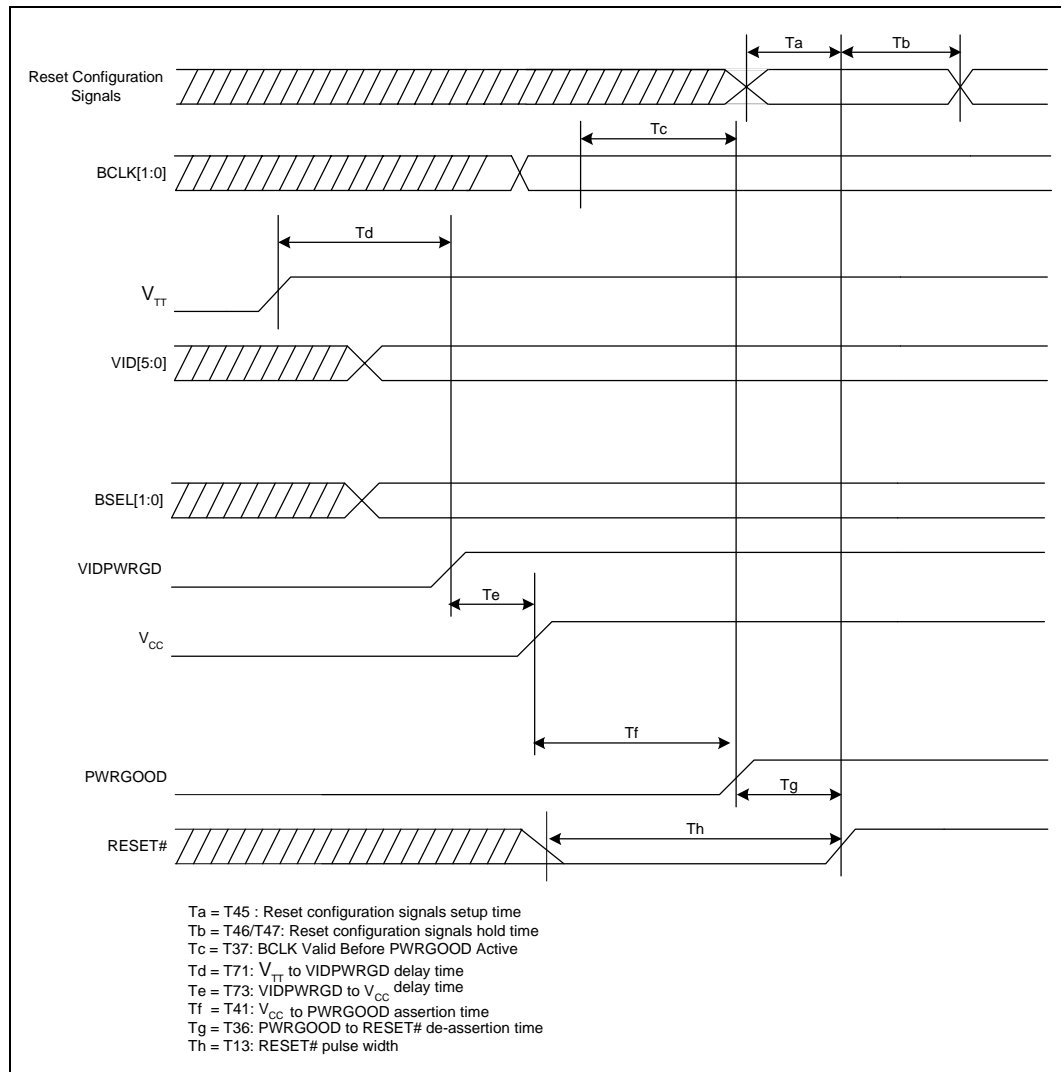 Ta
Tb
Reset Configuration
Signals
Tc
BCLK[1:0]
Td
VTT
VID[5:0]
BSEL[1:0]
VIDPWRGD
Te
VCC
Tf
PWRGOOD
Tg
Th
RESET#
Ta = T45 : Reset configuration signals setup time
Tb = T46/T47: Reset configuration signals hold time
Tc = T37: BCLK Valid Before PWRGOOD Active
Td = T71: VTT to VIDPWRGD delay time
Te = T73: VIDPWRGD to VCC delay time
Tf = T41: VCC to PWRGOOD assertion time
Tg = T36: PWRGOOD to RESET# de-assertion time
Th = T13: RESET# pulse width